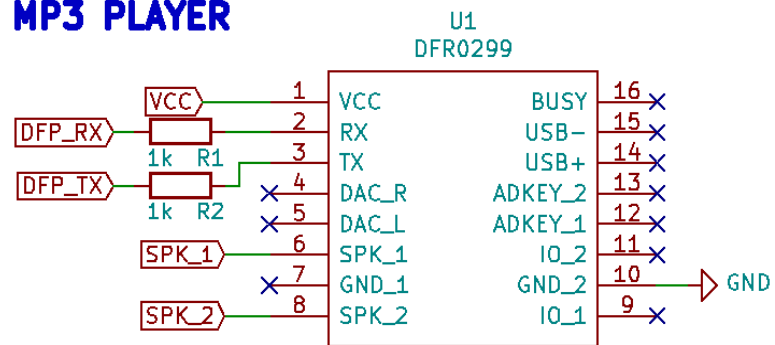 MP3 PLAYER
U1
DFR0299
VCC 1 VCC BUSY 16
DFP_RX 2 RX USB- 15
1k R1 3 TX USB+ 14
DFP_TX 4 DAC_R ADKEY_2 13
1k R2 5 DAC_L ADKEY_1 12
SPK_1 6 SPK_1 IO_2 11
7 GND_1 GND_2 10 GND
SPK_2 8 SPK_2 IO_1 9